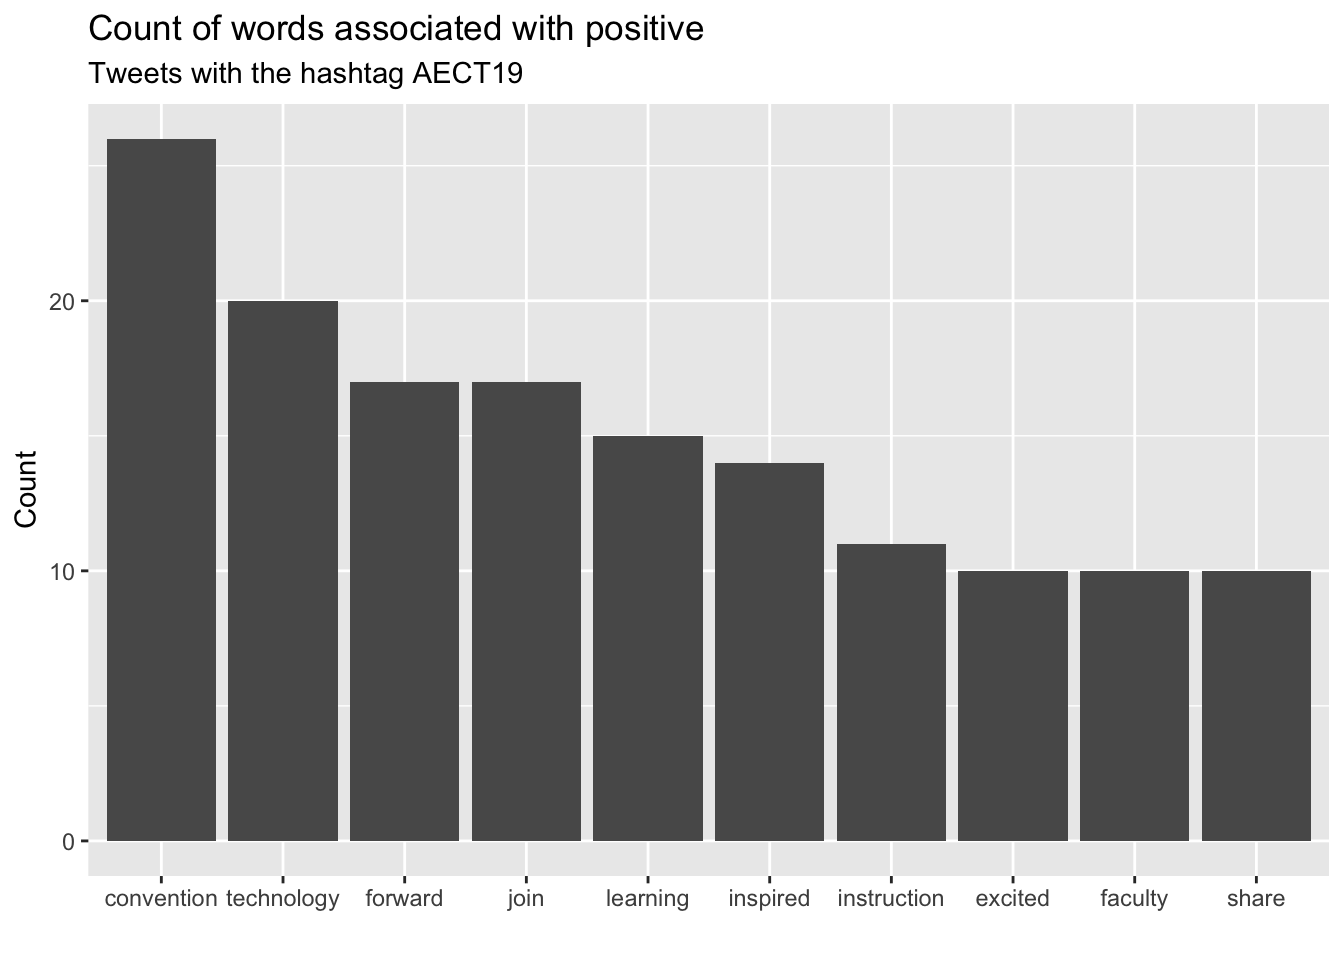 Count of words associated with positive
Tweets with the hashtag AECT19
Count
20
10
0
convention technology forward join learning inspired instruction excited faculty share